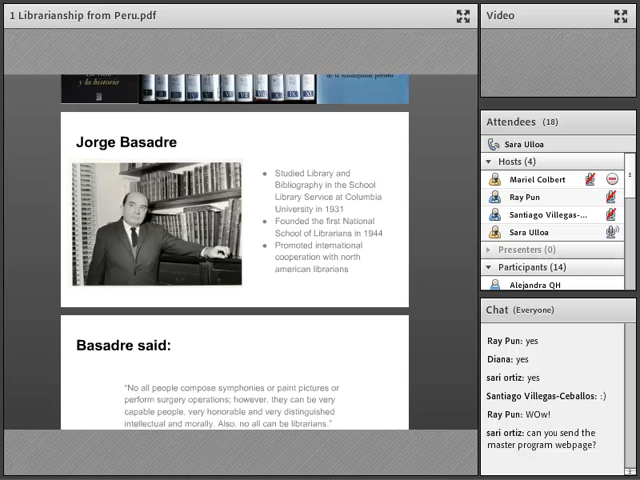 1 Librarianship from Peru.pdf
y la historia
Jorge Basadre
● Studied Library and
Bibliography in the School
Library Service at Columbia
University in 1931
● Founded the first National
School of Librarians in 1944
● Promoted international
cooperation with north
american librarians
Basadre said:
“No all people compose symphonies or paint pictures or
perform surgery operations; however, they can be very
capable people, very honorable and very distinguished
intellectual and morally. Also, no all can be librarians.”
Video
Attendees (18)
Sara Ulloa
Hosts (4)
Mariel Colbert
Ray Pun
Santiago Villegas-...
Sara Ulloa
Presenters (0)
Participants (14)
Alejandra QH
Chat (Everyone)
Ray Pun: yes
Diana: yes
sari ortiz: yes
Santiago Villegas-Ceballos: :)
Ray Pun: WOw!
sari ortiz: can you send the
master program webpage?